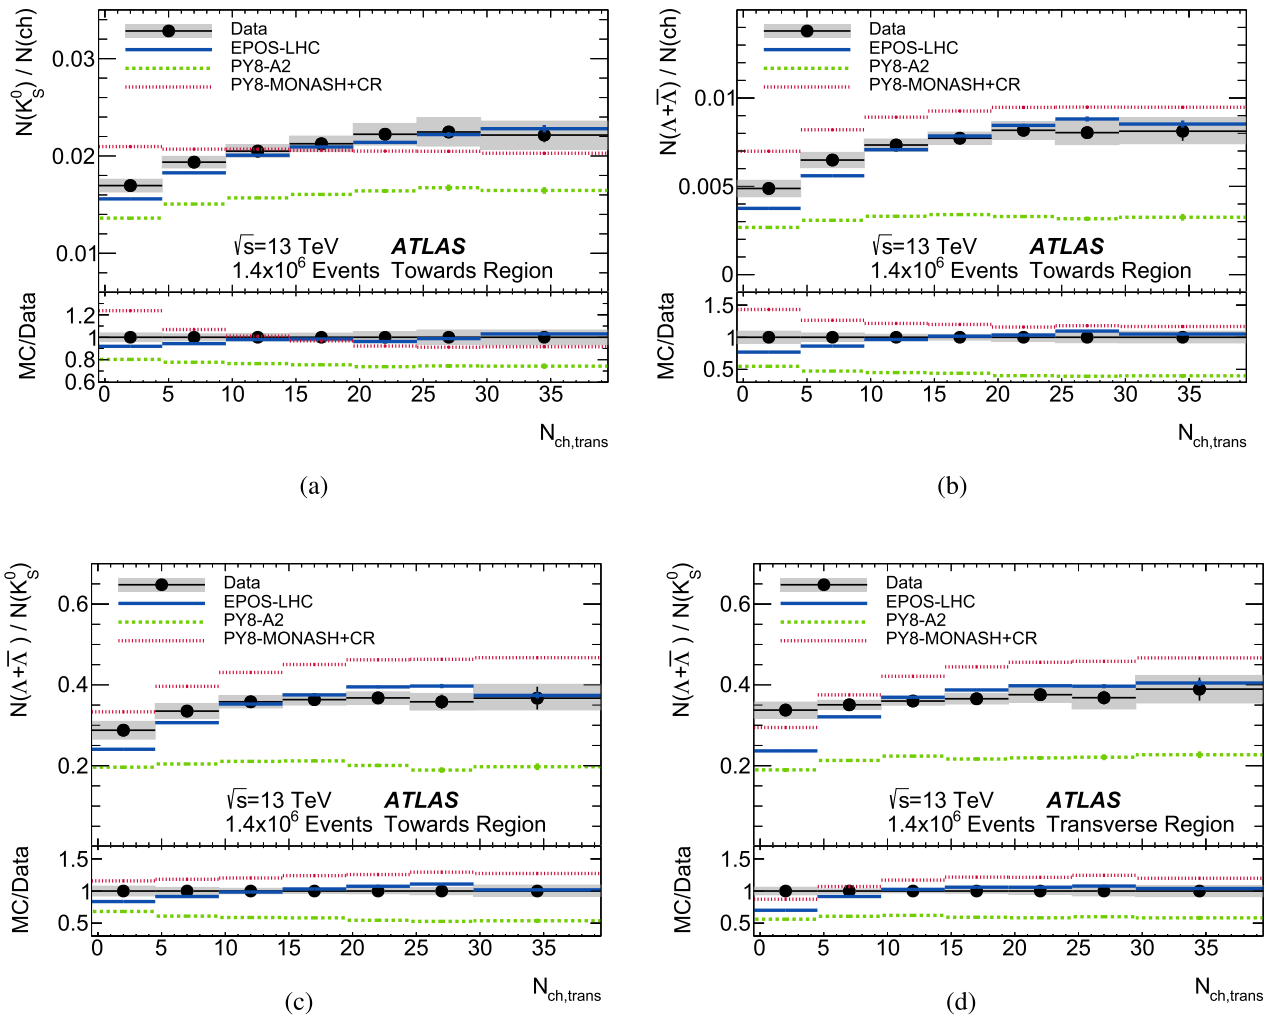 N(K⁰_S) / N(ch)
0.03
0.02
0.01
Data
EPOS-LHC
PY8-A2
PY8-MONASH+CR
√s=13 TeV ATLAS
1.4x10⁶ Events Towards Region
MC/Data
1.2
1
0.8
0.6
0 5 10 15 20 25 30 35
N_ch,trans
(a)
N(Λ+Λ̅) / N(ch)
0.01
0.005
0
Data
EPOS-LHC
PY8-A2
PY8-MONASH+CR
√s=13 TeV ATLAS
1.4x10⁶ Events Towards Region
MC/Data
1.5
1
0.5
0 5 10 15 20 25 30 35
N_ch,trans
(b)
N(Λ+Λ̅) / N(K⁰_S)
0.6
0.4
0.2
Data
EPOS-LHC
PY8-A2
PY8-MONASH+CR
√s=13 TeV ATLAS
1.4x10⁶ Events Towards Region
MC/Data
1.5
1
0.5
0 5 10 15 20 25 30 35
N_ch,trans
(c)
N(Λ+Λ̅) / N(K⁰_S)
0.6
0.4
0.2
Data
EPOS-LHC
PY8-A2
PY8-MONASH+CR
√s=13 TeV ATLAS
1.4x10⁶ Events Transverse Region
MC/Data
1.5
1
0.5
0 5 10 15 20 25 30 35
N_ch,trans
(d)